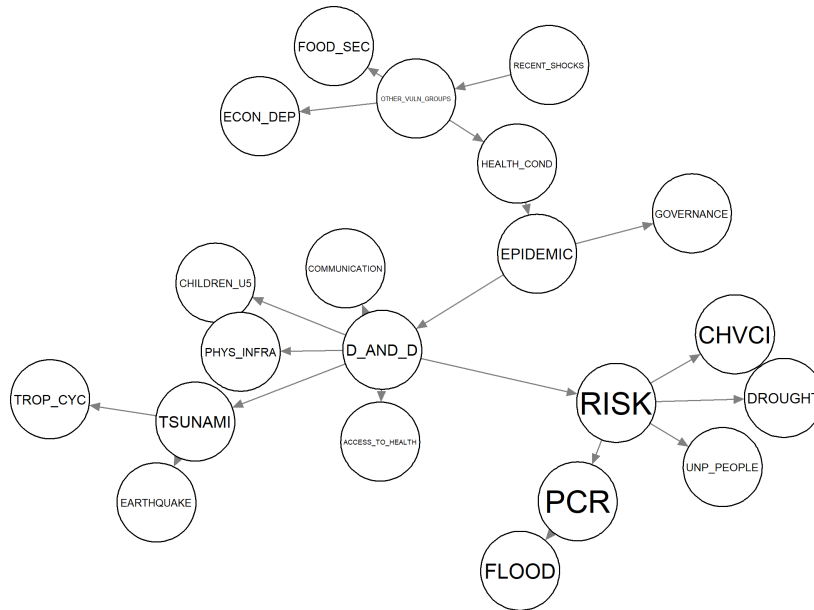 FOOD_SEC
RECENT_SHOCKS
OTHER_VULN_GROUPS
ECON_DEP
HEALTH_COND
GOVERNANCE
EPIDEMIC
COMMUNICATION
CHILDREN_U5
CHVCI
PHYS_INFRA
D_AND_D
TROP_CYC
RISK
DROUGHT
TSUNAMI
ACCESS_TO_HEALTH
UNP_PEOPLE
EARTHQUAKE
PCR
FLOOD